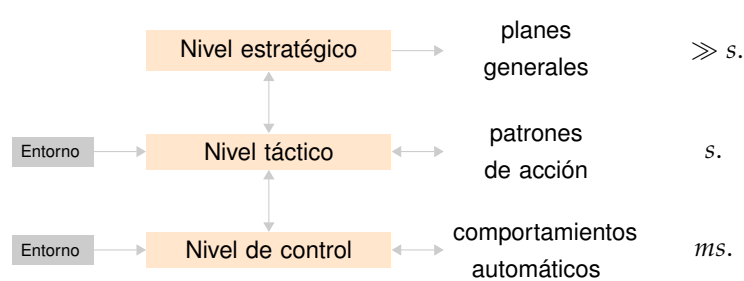 Nivel estratégico
planes
generales
≫ s.
Entorno
Nivel táctico
patrones
de acción
s.
Entorno
Nivel de control
comportamientos
automáticos
ms.